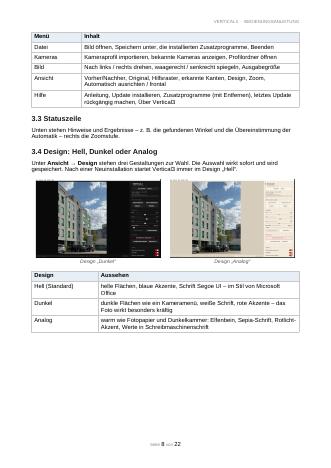 VERTICAL3 – BEDIENUNGSANLEITUNG
Menü Inhalt
Datei Bild öffnen, Speichern unter, die installierten Zusatzprogramme, Beenden
Kameras Kameraprofil importieren, bekannte Kameras anzeigen, Profilordner öffnen
Bild Nach links / rechts drehen, waagerecht / senkrecht spiegeln, Ausgabegröße
Ansicht Vorher/Nachher, Original, Hilfsraster, erkannte Kanten, Design, Zoom,
Automatisch ausrichten / frontal
Hilfe Anleitung, Update installieren, Zusatzprogramme (mit Entfernen), letztes Update
rückgängig machen, Über Vertical3
3.3 Statuszeile
Unten stehen Hinweise und Ergebnisse – z. B. die gefundenen Winkel und die Übereinstimmung der
Automatik – rechts die Zoomstufe.
3.4 Design: Hell, Dunkel oder Analog
Unter Ansicht → Design stehen drei Gestaltungen zur Wahl. Die Auswahl wirkt sofort und wird
gespeichert. Nach einer Neuinstallation startet Vertical3 immer im Design „Hell“.
Design „Dunkel“
Design „Analog“
Design Aussehen
Hell (Standard) helle Flächen, blaue Akzente, Schrift Segoe UI – im Stil von Microsoft
Office
Dunkel dunkle Flächen wie ein Kameramenü, weiße Schrift, rote Akzente – das
Foto wirkt besonders kräftig
Analog warm wie Fotopapier und Dunkelkammer: Elfenbein, Sepia-Schrift, Rotlicht-
Akzent, Werte in Schreibmaschinenschrift
Seite 8 von 22